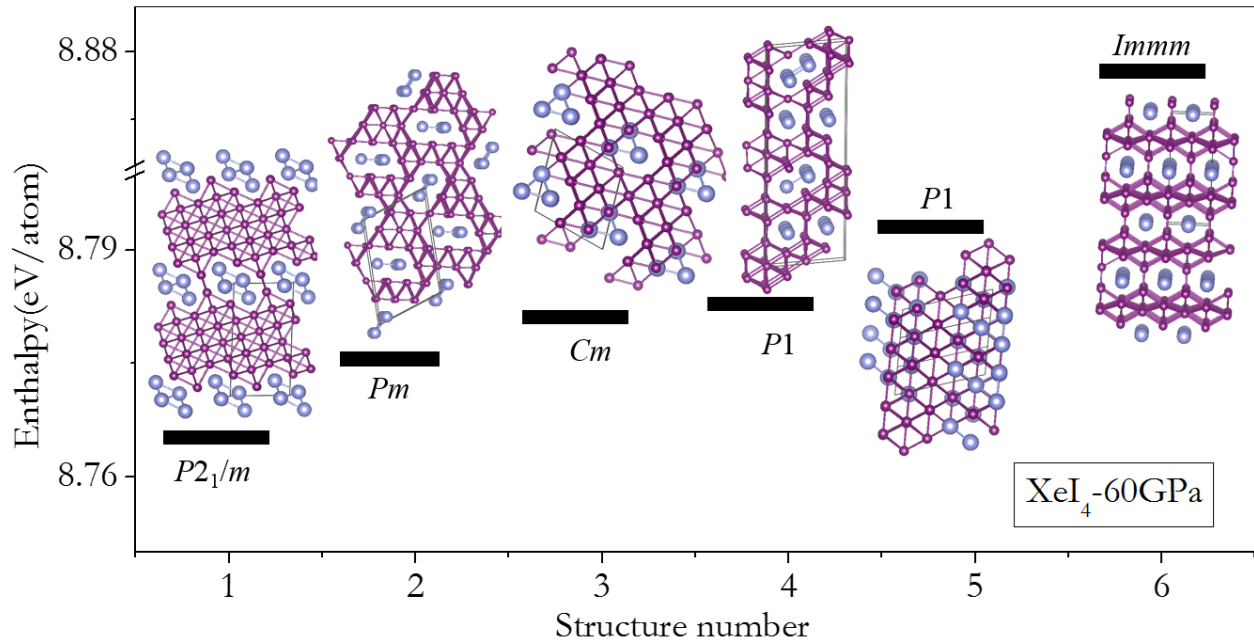 Enthalpy(eV/atom)
8.88
8.79
8.76
P2₁/m
Pm
Cm
P1
P1
Immm
XeI₄-60GPa
1 2 3 4 5 6
Structure number